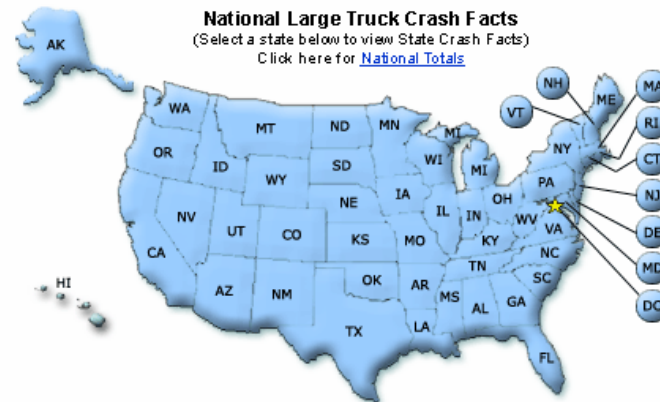 National Large Truck Crash Facts
(Select a state below to view State Crash Facts)
Click here for National Totals
AK
WA
MT
ND
MN
MI
VT
NH
ME
MA
RI
CT
NJ
DE
MD
DC
OR
ID
WY
SD
WI
MI
NY
PA
NV
UT
CO
NE
IA
IL
IN
OH
WV
VA
CA
KS
MO
KY
NC
AZ
NM
OK
AR
TN
SC
MS
AL
GA
TX
LA
FL
HI